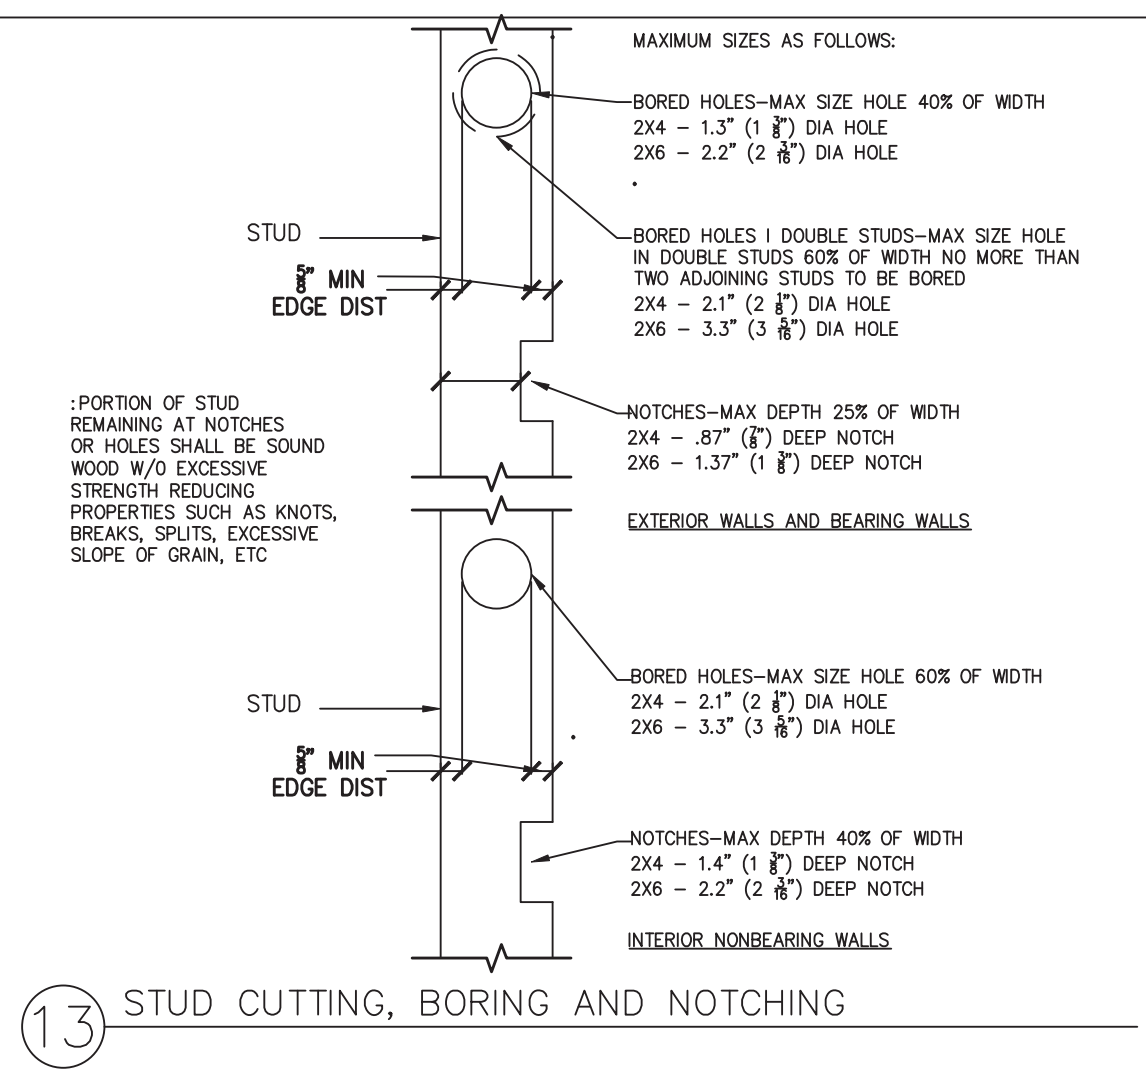 MAXIMUM SIZES AS FOLLOWS:
BORED HOLES-MAX SIZE HOLE 40% OF WIDTH
2X4 - 1.3" (1 3/8") DIA HOLE
2X6 - 2.2" (2 3/16") DIA HOLE
STUD
5/8" MIN
EDGE DIST
BORED HOLES I DOUBLE STUDS-MAX SIZE HOLE
IN DOUBLE STUDS 60% OF WIDTH NO MORE THAN
TWO ADJOINING STUDS TO BE BORED
2X4 - 2.1" (2 1/8") DIA HOLE
2X6 - 3.3" (3 5/16") DIA HOLE
:PORTION OF STUD
REMAINING AT NOTCHES
OR HOLES SHALL BE SOUND
WOOD W/O EXCESSIVE
STRENGTH REDUCING
PROPERTIES SUCH AS KNOTS,
BREAKS, SPLITS, EXCESSIVE
SLOPE OF GRAIN, ETC
NOTCHES-MAX DEPTH 25% OF WIDTH
2X4 - .87" (7/8") DEEP NOTCH
2X6 - 1.37" (1 3/8") DEEP NOTCH
EXTERIOR WALLS AND BEARING WALLS
BORED HOLES-MAX SIZE HOLE 60% OF WIDTH
2X4 - 2.1" (2 1/8") DIA HOLE
2X6 - 3.3" (3 5/16") DIA HOLE
STUD
5/8" MIN
EDGE DIST
NOTCHES-MAX DEPTH 40% OF WIDTH
2X4 - 1.4" (1 3/8") DEEP NOTCH
2X6 - 2.2" (2 3/16") DEEP NOTCH
INTERIOR NONBEARING WALLS
13 STUD CUTTING, BORING AND NOTCHING